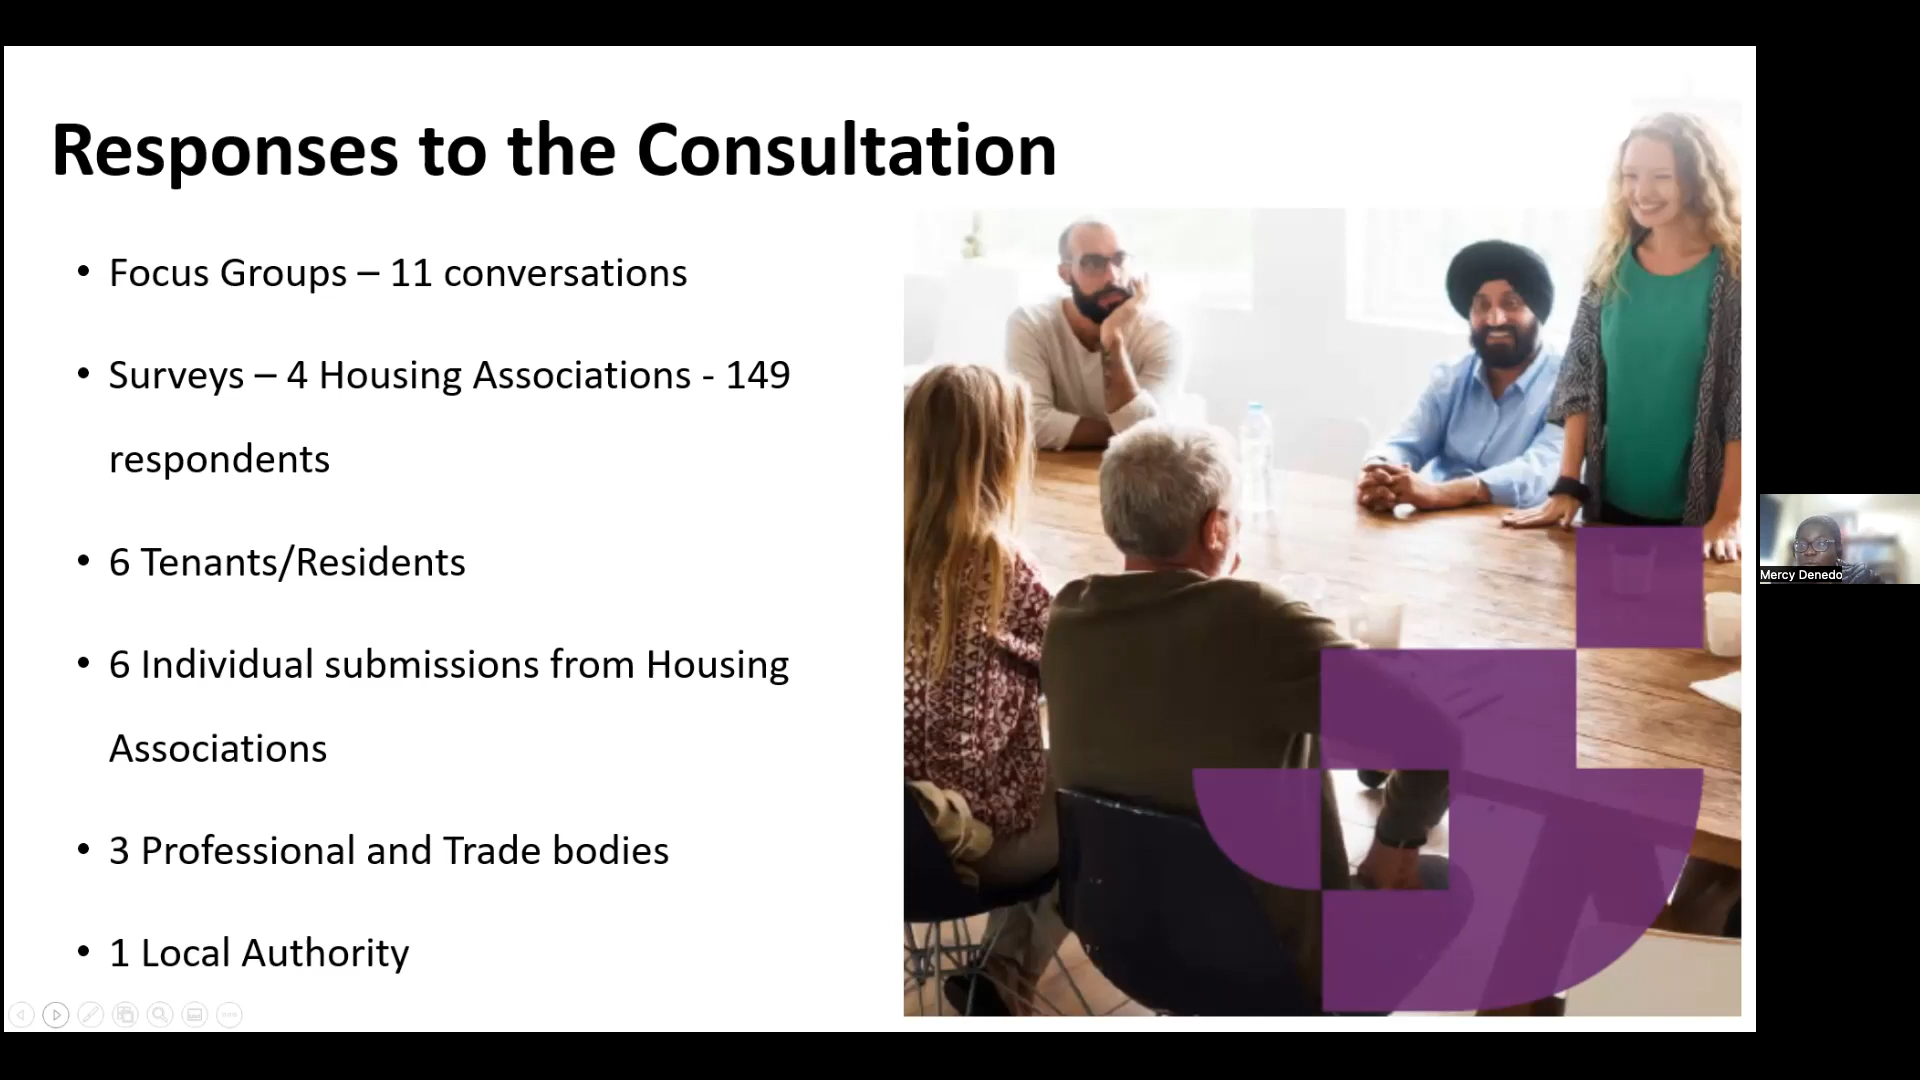 Responses to the Consultation
• Focus Groups – 11 conversations
• Surveys – 4 Housing Associations - 149
respondents
• 6 Tenants/Residents
• 6 Individual submissions from Housing
Associations
• 3 Professional and Trade bodies
• 1 Local Authority
Mercy Denedo